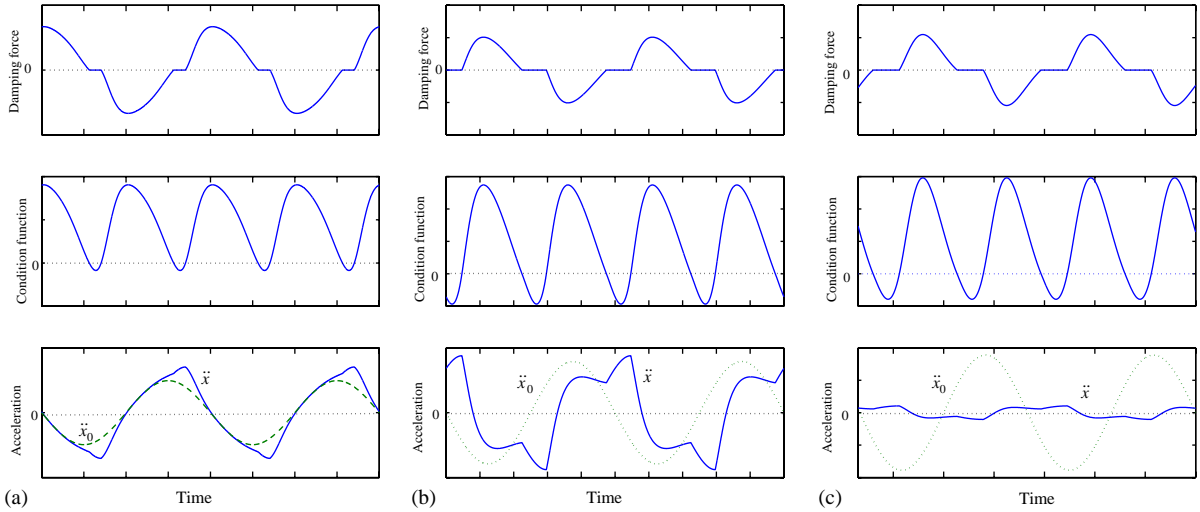 Damping force
0
Condition function
0
Acceleration
0
ẍ
ẍ0
(a)
Time
Damping force
0
Condition function
0
Acceleration
0
ẍ0
ẍ
(b)
Time
Damping force
0
Condition function
0
Acceleration
0
ẍ0
ẍ
(c)
Time